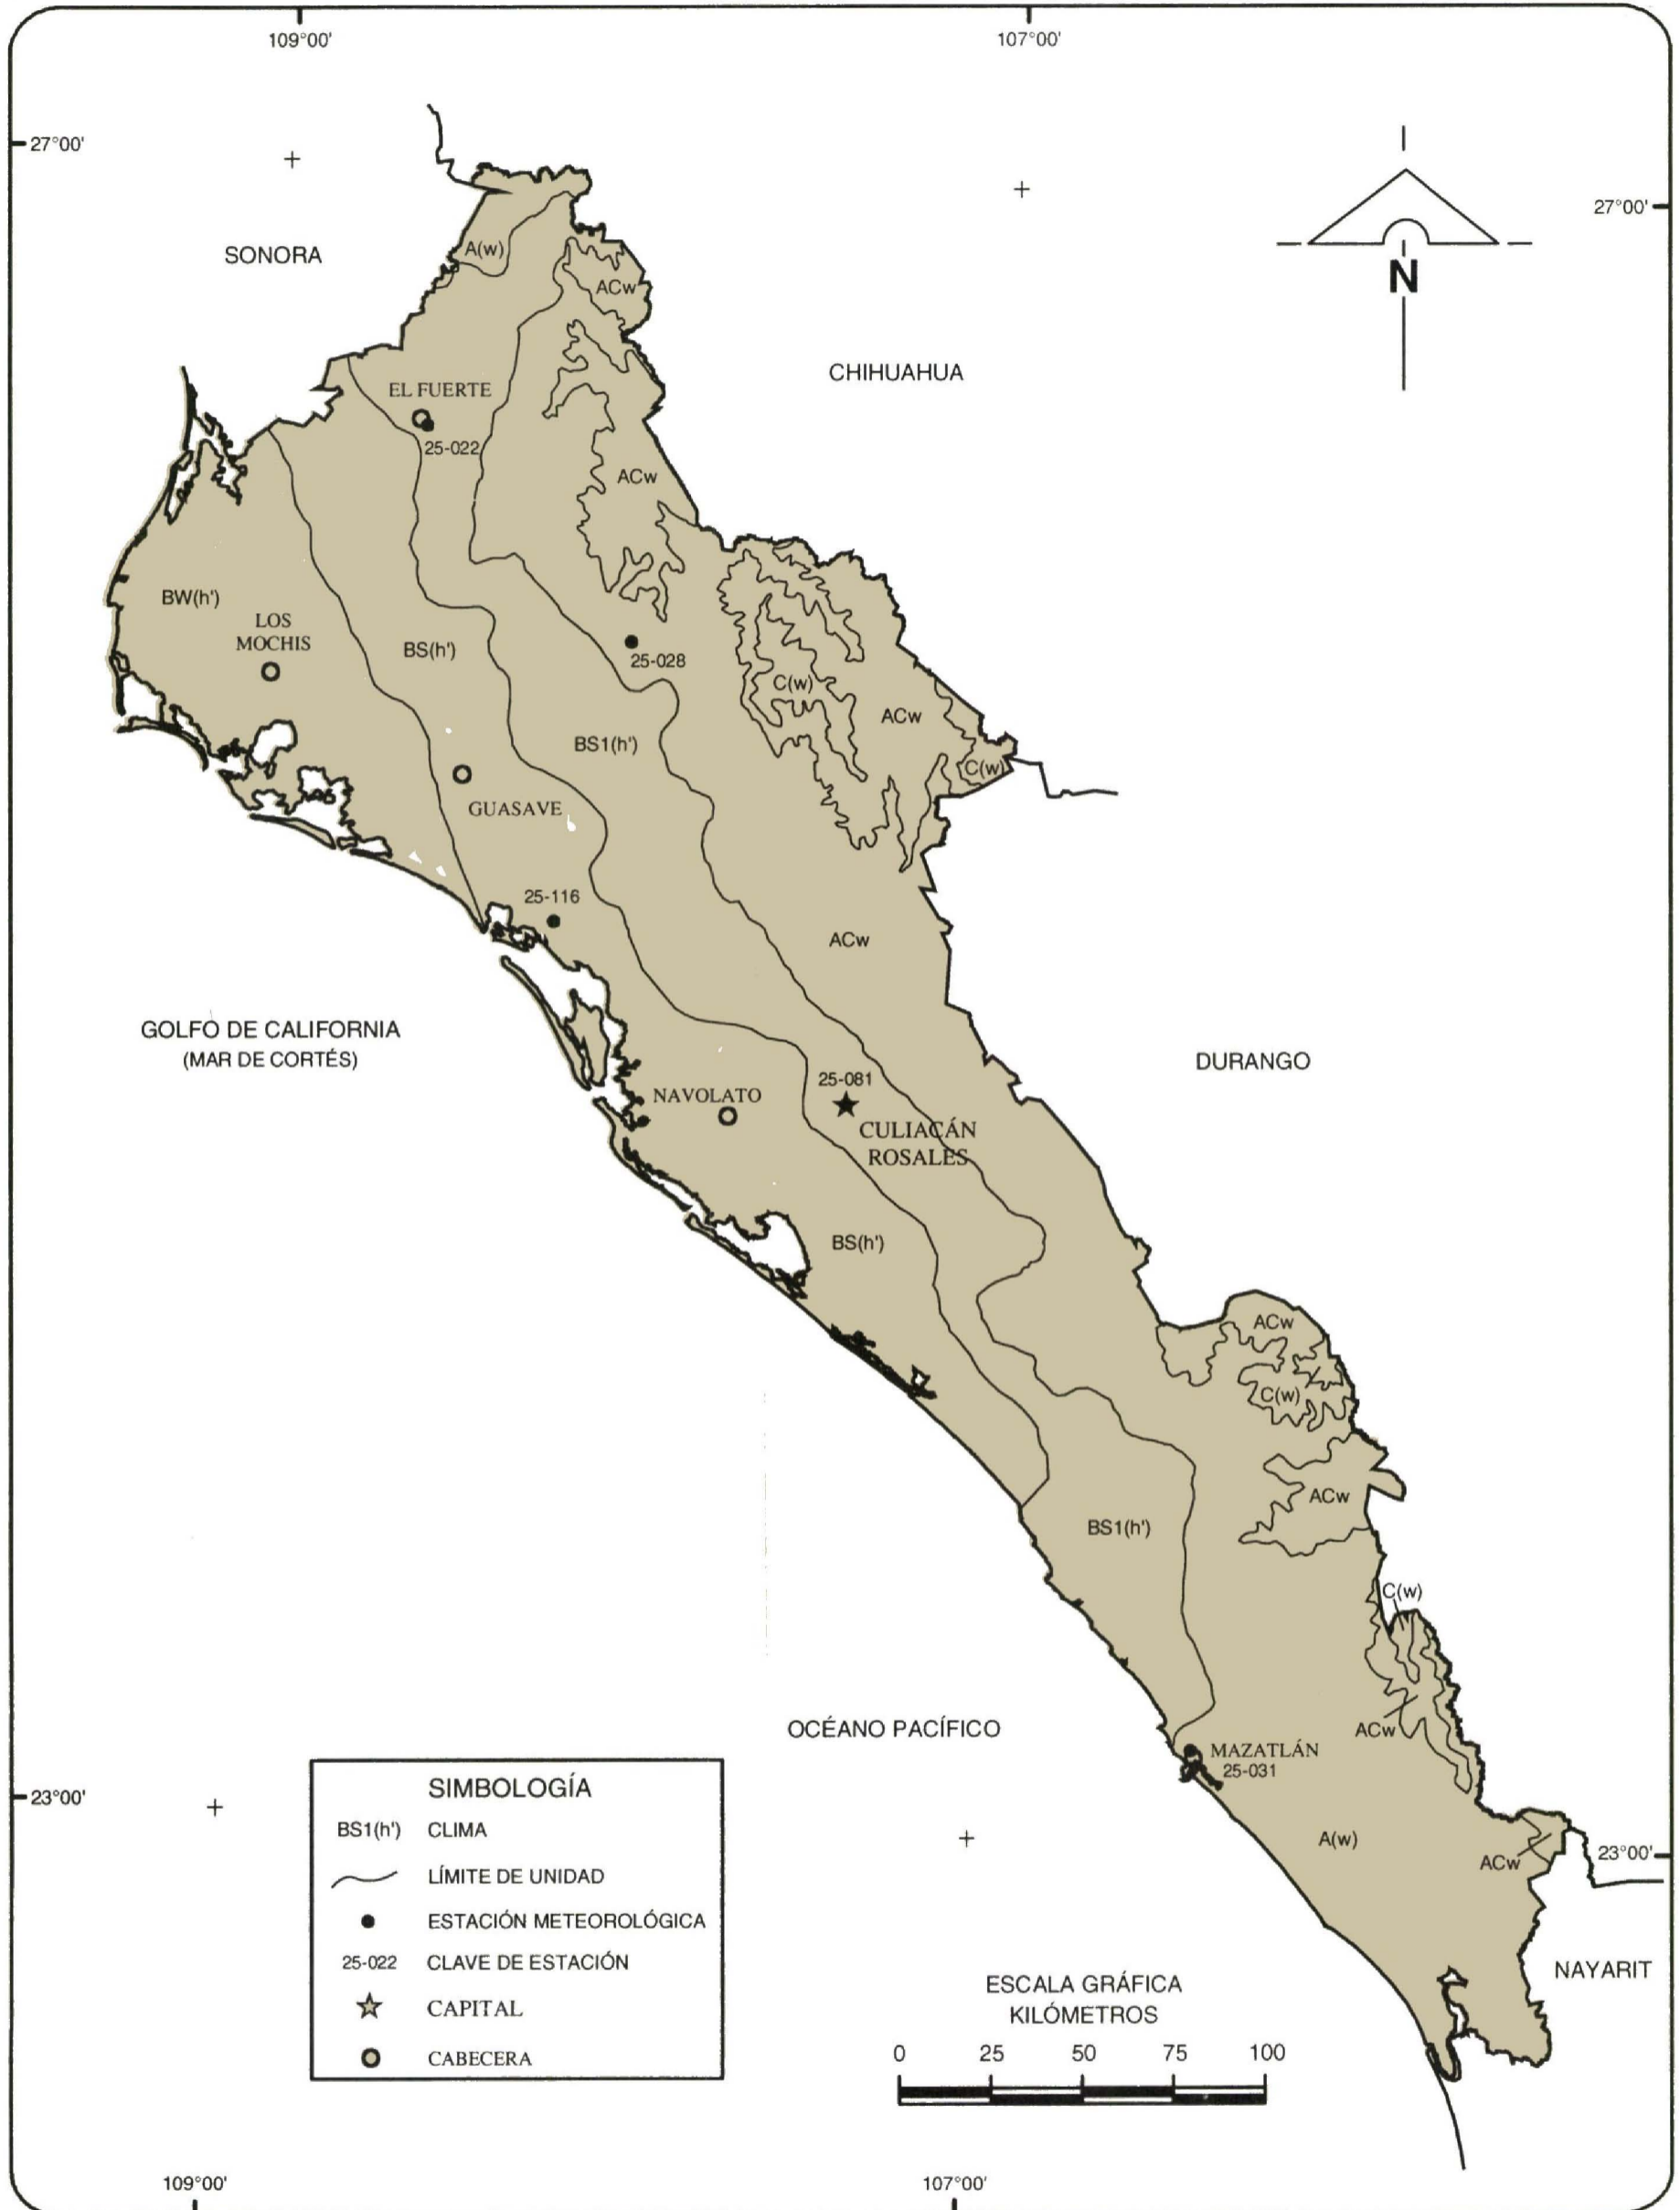 109°00'
107°00'
27°00'
27°00'
SONORA
A(w)
ACw
CHIHUAHUA
N
EL FUERTE
25-022
ACw
BW(h')
LOS
MOCHIS
BS(h')
25-028
C(w)
ACw
BS1(h')
C(w)
GUASAVE
25-116
ACw
GOLFO DE CALIFORNIA
(MAR DE CORTÉS)
DURANGO
25-081
NAVOLATO
CULIACÁN
ROSALES
BS(h')
ACw
C(w)
ACw
BS1(h')
C(w)
OCÉANO PACÍFICO
ACw
MAZATLÁN
25-031
A(w)
ACw
23°00'
23°00'
NAYARIT
SIMBOLOGÍA
BS1(h') CLIMA
LÍMITE DE UNIDAD
ESTACIÓN METEOROLÓGICA
25-022 CLAVE DE ESTACIÓN
CAPITAL
CABECERA
ESCALA GRÁFICA
KILÓMETROS
0 25 50 75 100
109°00'
107°00'